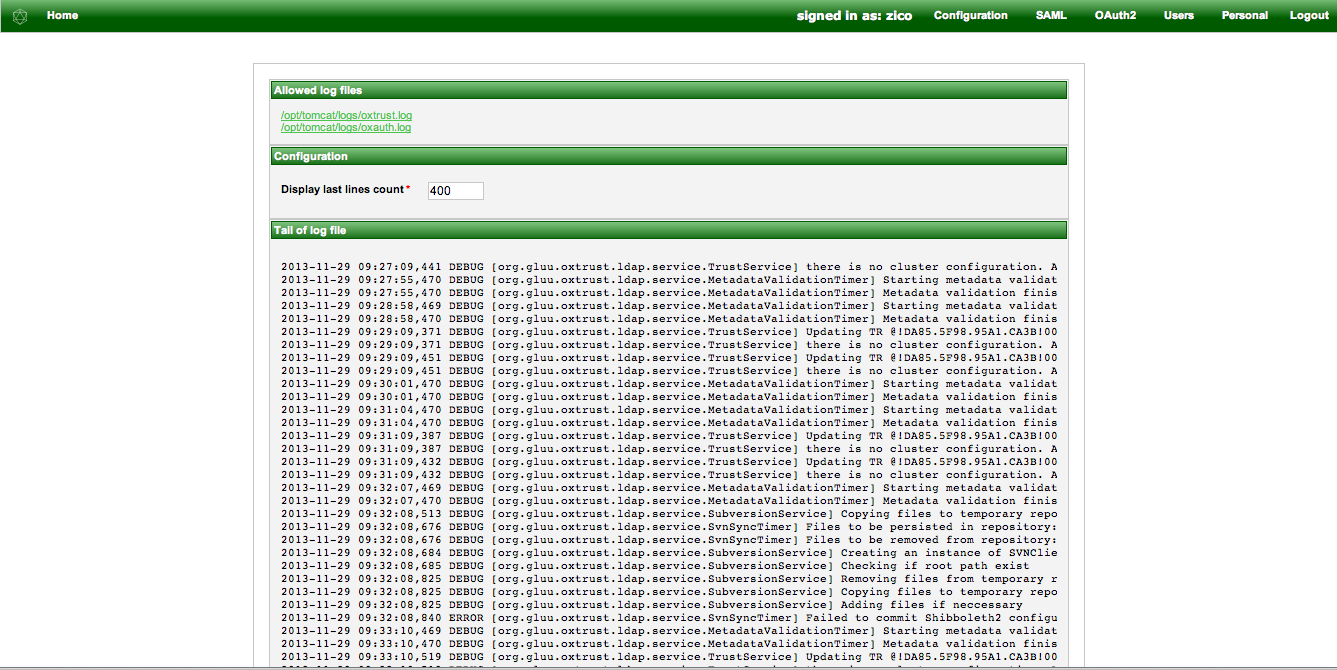 Home signed in as: zico Configuration SAML OAuth2 Users Personal Logout
Allowed log files
/opt/tomcat/logs/oxtrust.log
/opt/tomcat/logs/oxauth.log
Configuration
Display last lines count* 400
Tail of log file
2013-11-29 09:27:09,441 DEBUG [org.gluu.oxtrust.ldap.service.TrustService] there is no cluster configuration. A
2013-11-29 09:27:55,470 DEBUG [org.gluu.oxtrust.ldap.service.MetadataValidationTimer] Starting metadata validat
2013-11-29 09:27:55,470 DEBUG [org.gluu.oxtrust.ldap.service.MetadataValidationTimer] Metadata validation finis
2013-11-29 09:28:58,469 DEBUG [org.gluu.oxtrust.ldap.service.MetadataValidationTimer] Starting metadata validat
2013-11-29 09:28:58,470 DEBUG [org.gluu.oxtrust.ldap.service.MetadataValidationTimer] Metadata validation finis
2013-11-29 09:29:09,371 DEBUG [org.gluu.oxtrust.ldap.service.TrustService] Updating TR @!DA85.5F98.95A1.CA3B!00
2013-11-29 09:29:09,371 DEBUG [org.gluu.oxtrust.ldap.service.TrustService] there is no cluster configuration. A
2013-11-29 09:29:09,451 DEBUG [org.gluu.oxtrust.ldap.service.TrustService] Updating TR @!DA85.5F98.95A1.CA3B!00
2013-11-29 09:29:09,451 DEBUG [org.gluu.oxtrust.ldap.service.TrustService] there is no cluster configuration. A
2013-11-29 09:30:01,470 DEBUG [org.gluu.oxtrust.ldap.service.MetadataValidationTimer] Starting metadata validat
2013-11-29 09:30:01,470 DEBUG [org.gluu.oxtrust.ldap.service.MetadataValidationTimer] Metadata validation finis
2013-11-29 09:31:04,470 DEBUG [org.gluu.oxtrust.ldap.service.MetadataValidationTimer] Starting metadata validat
2013-11-29 09:31:04,470 DEBUG [org.gluu.oxtrust.ldap.service.MetadataValidationTimer] Metadata validation finis
2013-11-29 09:31:09,387 DEBUG [org.gluu.oxtrust.ldap.service.TrustService] Updating TR @!DA85.5F98.95A1.CA3B!00
2013-11-29 09:31:09,387 DEBUG [org.gluu.oxtrust.ldap.service.TrustService] there is no cluster configuration. A
2013-11-29 09:31:09,432 DEBUG [org.gluu.oxtrust.ldap.service.TrustService] Updating TR @!DA85.5F98.95A1.CA3B!00
2013-11-29 09:31:09,432 DEBUG [org.gluu.oxtrust.ldap.service.TrustService] there is no cluster configuration. A
2013-11-29 09:32:07,469 DEBUG [org.gluu.oxtrust.ldap.service.MetadataValidationTimer] Starting metadata validat
2013-11-29 09:32:07,470 DEBUG [org.gluu.oxtrust.ldap.service.MetadataValidationTimer] Metadata validation finis
2013-11-29 09:32:08,513 DEBUG [org.gluu.oxtrust.ldap.service.SubversionService] Copying files to temporary repo
2013-11-29 09:32:08,676 DEBUG [org.gluu.oxtrust.ldap.service.SvnSyncTimer] Files to be persisted in repository:
2013-11-29 09:32:08,676 DEBUG [org.gluu.oxtrust.ldap.service.SvnSyncTimer] Files to be removed from repository:
2013-11-29 09:32:08,684 DEBUG [org.gluu.oxtrust.ldap.service.SubversionService] Creating an instance of SVNClie
2013-11-29 09:32:08,685 DEBUG [org.gluu.oxtrust.ldap.service.SubversionService] Checking if root path exist
2013-11-29 09:32:08,825 DEBUG [org.gluu.oxtrust.ldap.service.SubversionService] Removing files from temporary r
2013-11-29 09:32:08,825 DEBUG [org.gluu.oxtrust.ldap.service.SubversionService] Copying files to temporary repo
2013-11-29 09:32:08,825 DEBUG [org.gluu.oxtrust.ldap.service.SubversionService] Adding files if neccessary
2013-11-29 09:32:08,840 ERROR [org.gluu.oxtrust.ldap.service.SvnSyncTimer] Failed to commit Shibboleth2 configu
2013-11-29 09:33:10,469 DEBUG [org.gluu.oxtrust.ldap.service.MetadataValidationTimer] Starting metadata validat
2013-11-29 09:33:10,470 DEBUG [org.gluu.oxtrust.ldap.service.MetadataValidationTimer] Metadata validation finis
2013-11-29 09:33:10,519 DEBUG [org.gluu.oxtrust.ldap.service.TrustService] Updating TR @!DA85.5F98.95A1.CA3B!00